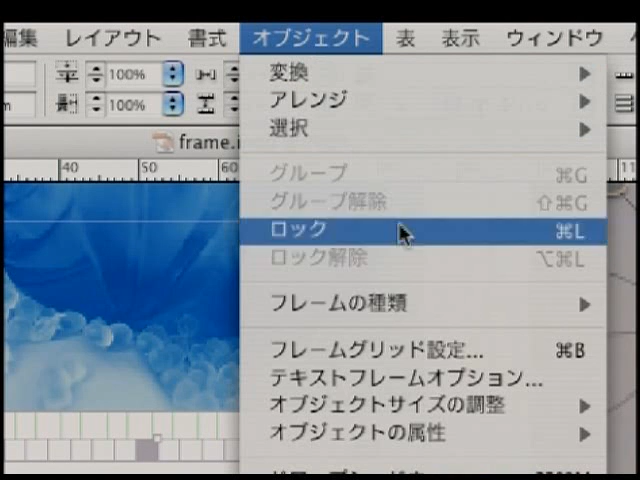 編集 レイアウト 書式 オブジェクト 表 表示 ウィンドウ
100%
100%
frame.i
40 50 60 11
変換
アレンジ
選択
グループ ⌘G
グループ解除 ⇧⌘G
ロック ⌘L
ロック解除 ⌥⌘L
フレームの種類
フレームグリッド設定... ⌘B
テキストフレームオプション...
オブジェクトサイズの調整
オブジェクトの属性